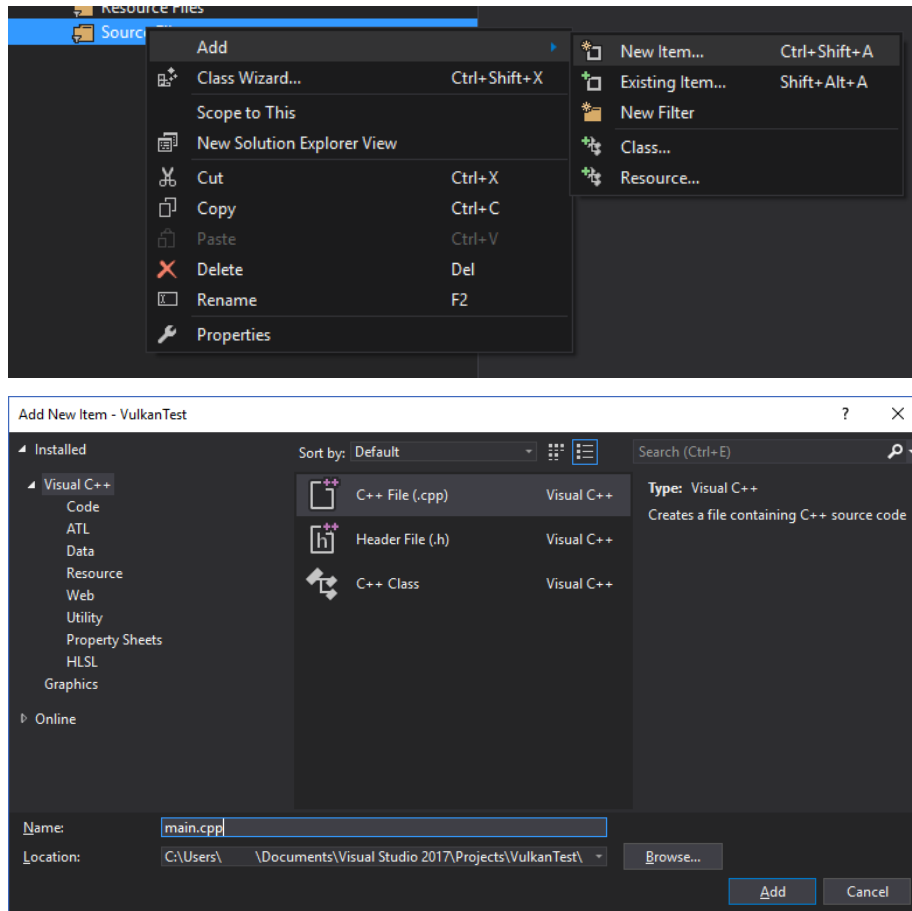 Resource Files
Add
New Item... Ctrl+Shift+A
Class Wizard... Ctrl+Shift+X
Existing Item... Shift+Alt+A
Scope to This
New Filter
New Solution Explorer View
Class...
Cut Ctrl+X
Resource...
Copy Ctrl+C
Paste Ctrl+V
Delete Del
Rename F2
Properties
Add New Item - VulkanTest ?
Installed
Sort by: Default
Search (Ctrl+E)
Visual C++
C++ File (.cpp) Visual C++
Type: Visual C++
Code
Creates a file containing C++ source code
ATL
Header File (.h) Visual C++
Data
Resource
C++ Class Visual C++
Web
Utility
Property Sheets
HLSL
Graphics
Online
Name: main.cpp
Location: C:\Users\ \Documents\Visual Studio 2017\Projects\VulkanTest\ Browse...
Add Cancel